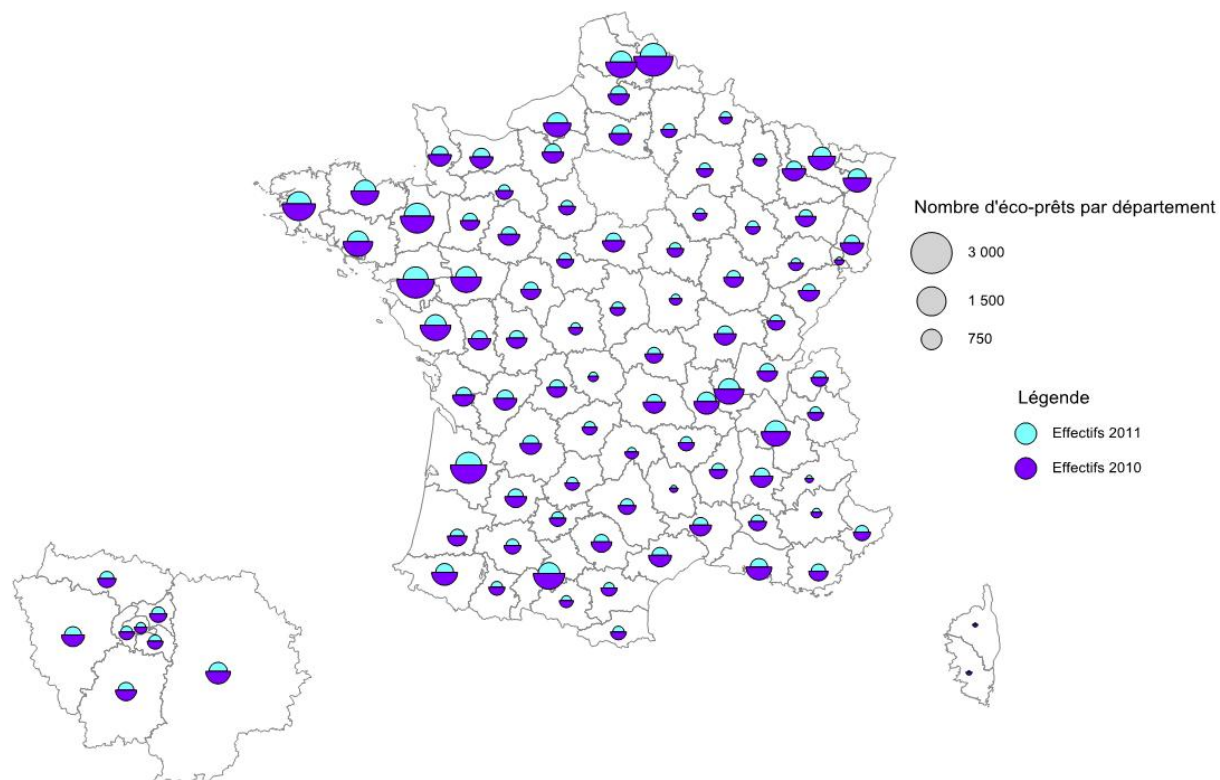 Nombre d'éco-prêts par département
3 000
1 500
750
Légende
Effectifs 2011
Effectifs 2010